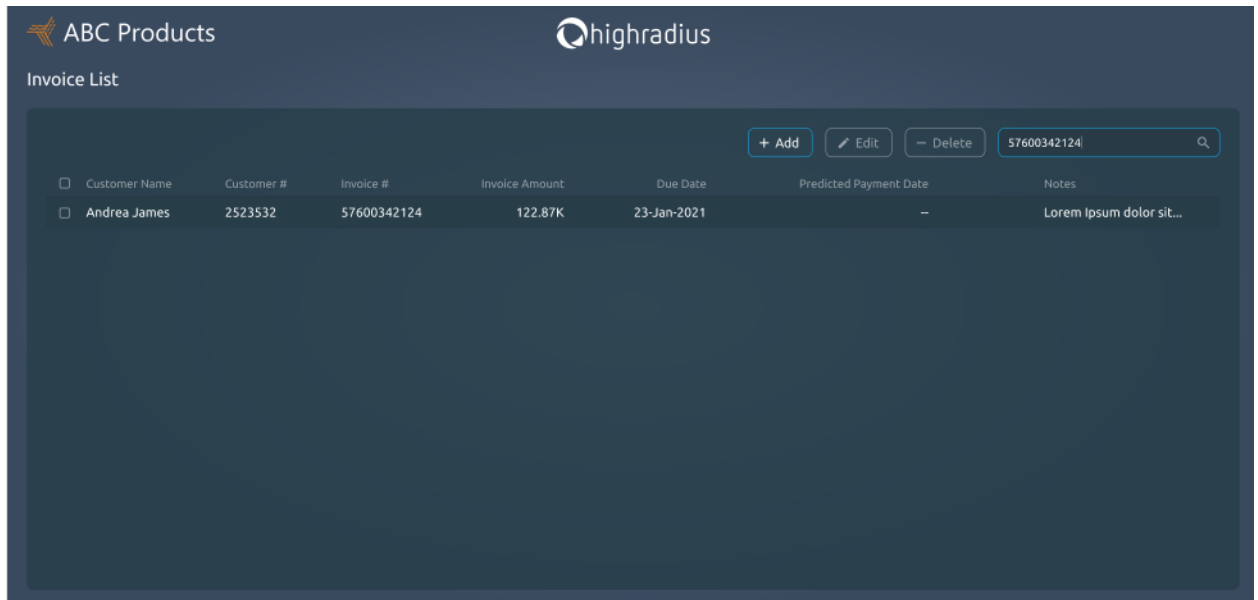 ABC Products
highradius
Invoice List
+ Add Edit − Delete 57600342124
Customer Name Customer # Invoice # Invoice Amount Due Date Predicted Payment Date Notes
Andrea James 2523532 57600342124 122.87K 23-Jan-2021 -- Lorem Ipsum dolor sit...